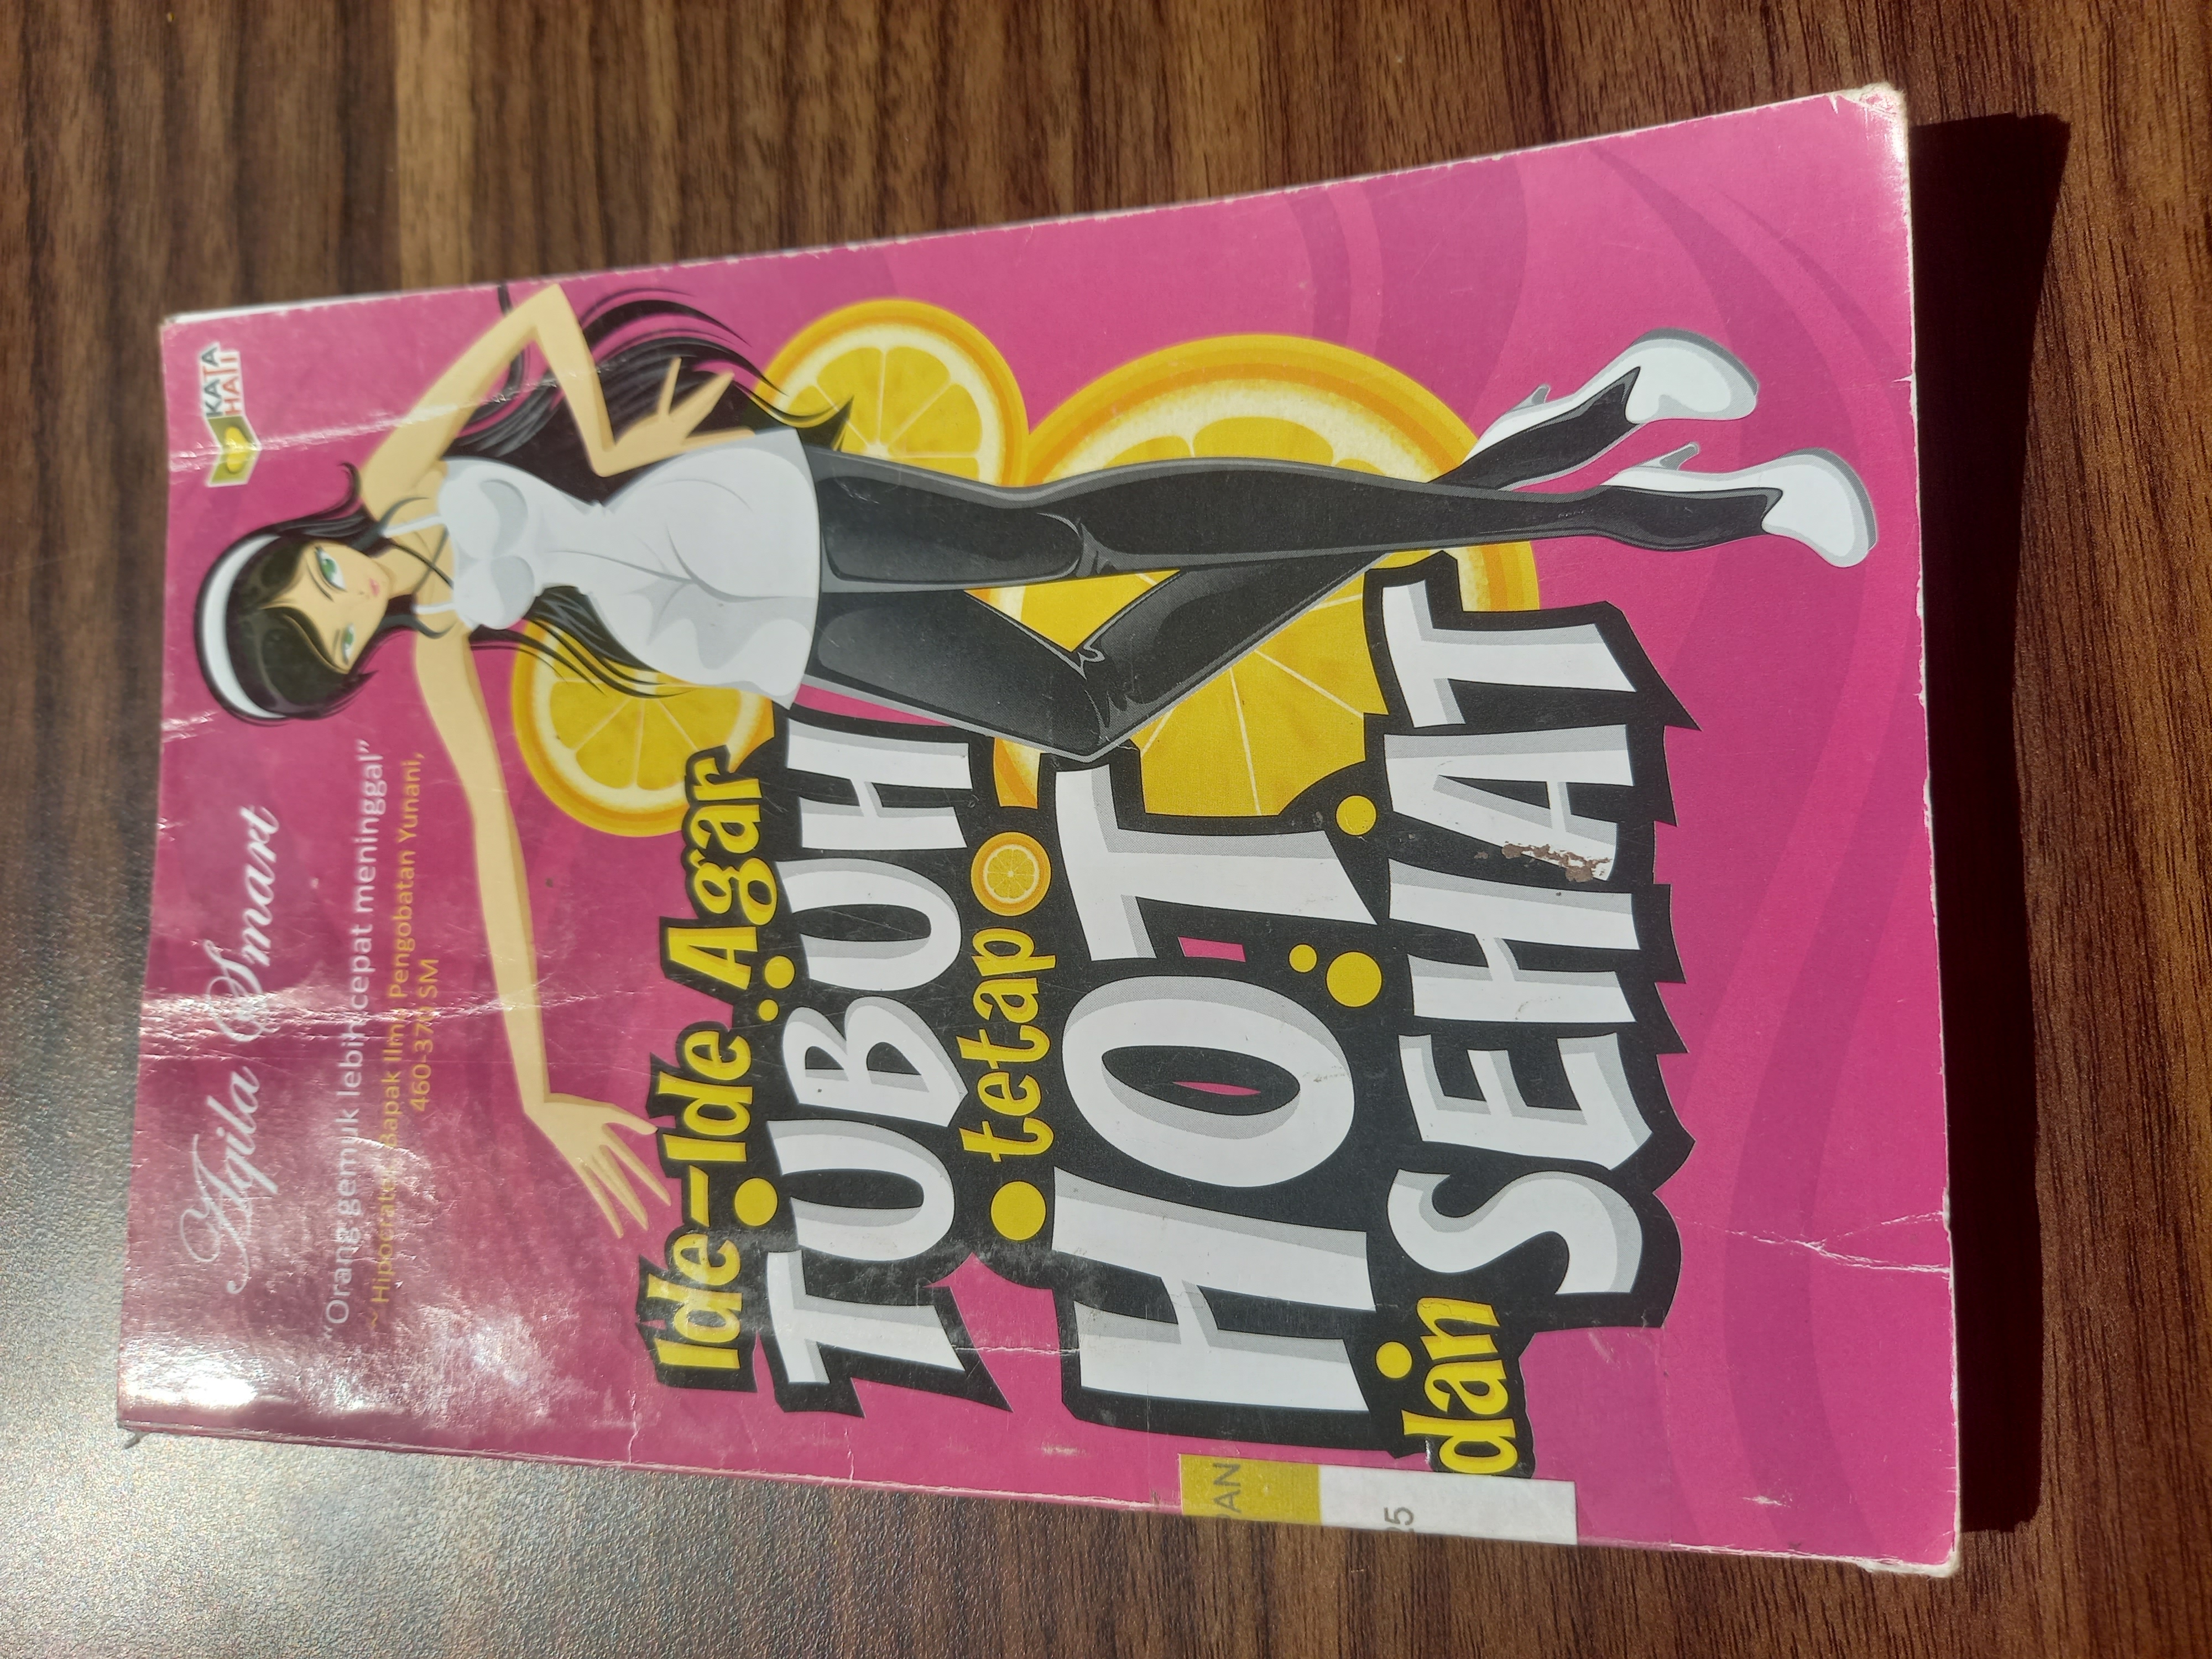 KATA
HATI
Aqila Smart
"Orang gemuk lebih cepat meninggal"
~ Hipocrates, Bapak Ilmu Pengobatan Yunani,
460-370 SM
Ide-Ide Agar
TUBUH
tetap
HOT
dan SEHAT
25